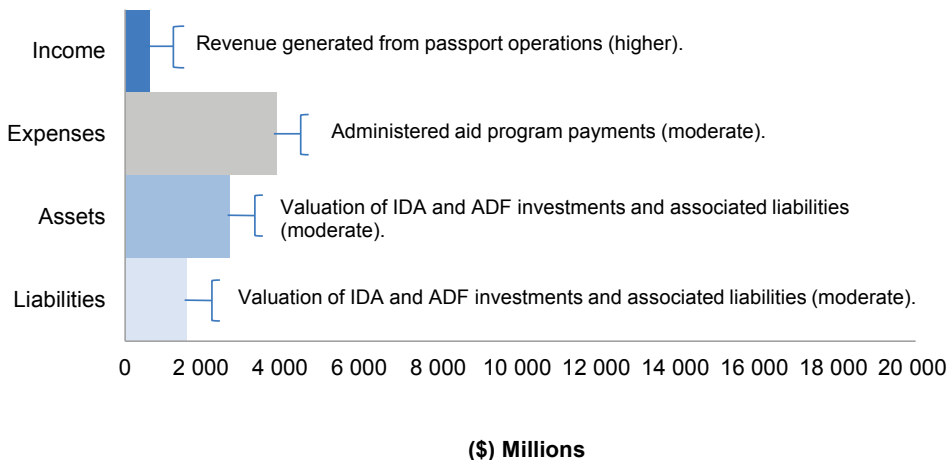 Income
Revenue generated from passport operations (higher).
Expenses
Administered aid program payments (moderate).
Assets
Valuation of IDA and ADF investments and associated liabilities
(moderate).
Liabilities
Valuation of IDA and ADF investments and associated liabilities (moderate).
0 2 000 4 000 6 000 8 000 10 000 12 000 14 000 16 000 18 000 20 000
($) Millions